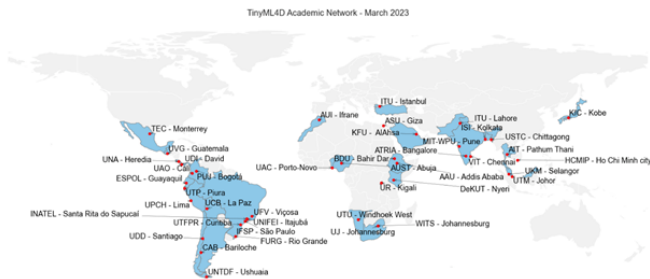 TinyML4D Academic Network - March 2023
ITU - Istanbul
AUI - Ifrane
ASU - Giza
ITU - Lahore
KIC - Kobe
TEC - Monterrey
KFU - AlAhsa
ISI - Kolkata
MIT-WPU - Pune
USTC - Chittagong
UVG - Guatemala
ATRIA - Bangalore
AIT - Pathum Thani
UNA - Heredia
UDI - David
BDU - Bahir Dar
VIT - Chennai
HCMIP - Ho Chi Minh city
UAO - Cali
UAC - Porto-Novo
AUST - Abuja
PUJ - Bogotá
UKM - Selangor
ESPOL - Guayaquil
AAU - Addis Ababa
UTM - Johor
UTP - Piura
UR - Kigali
DeKUT - Nyeri
UPCH - Lima
UCB - La Paz
INATEL - Santa Rita do Sapucaí
UFV - Viçosa
UTU - Windhoek West
UTFPR - Curitiba
UNIFEI - Itajubá
WITS - Johannesburg
IFSP - São Paulo
UJ - Johannesburg
UDD - Santiago
FURG - Rio Grande
CAB - Bariloche
UNTDF - Ushuaia